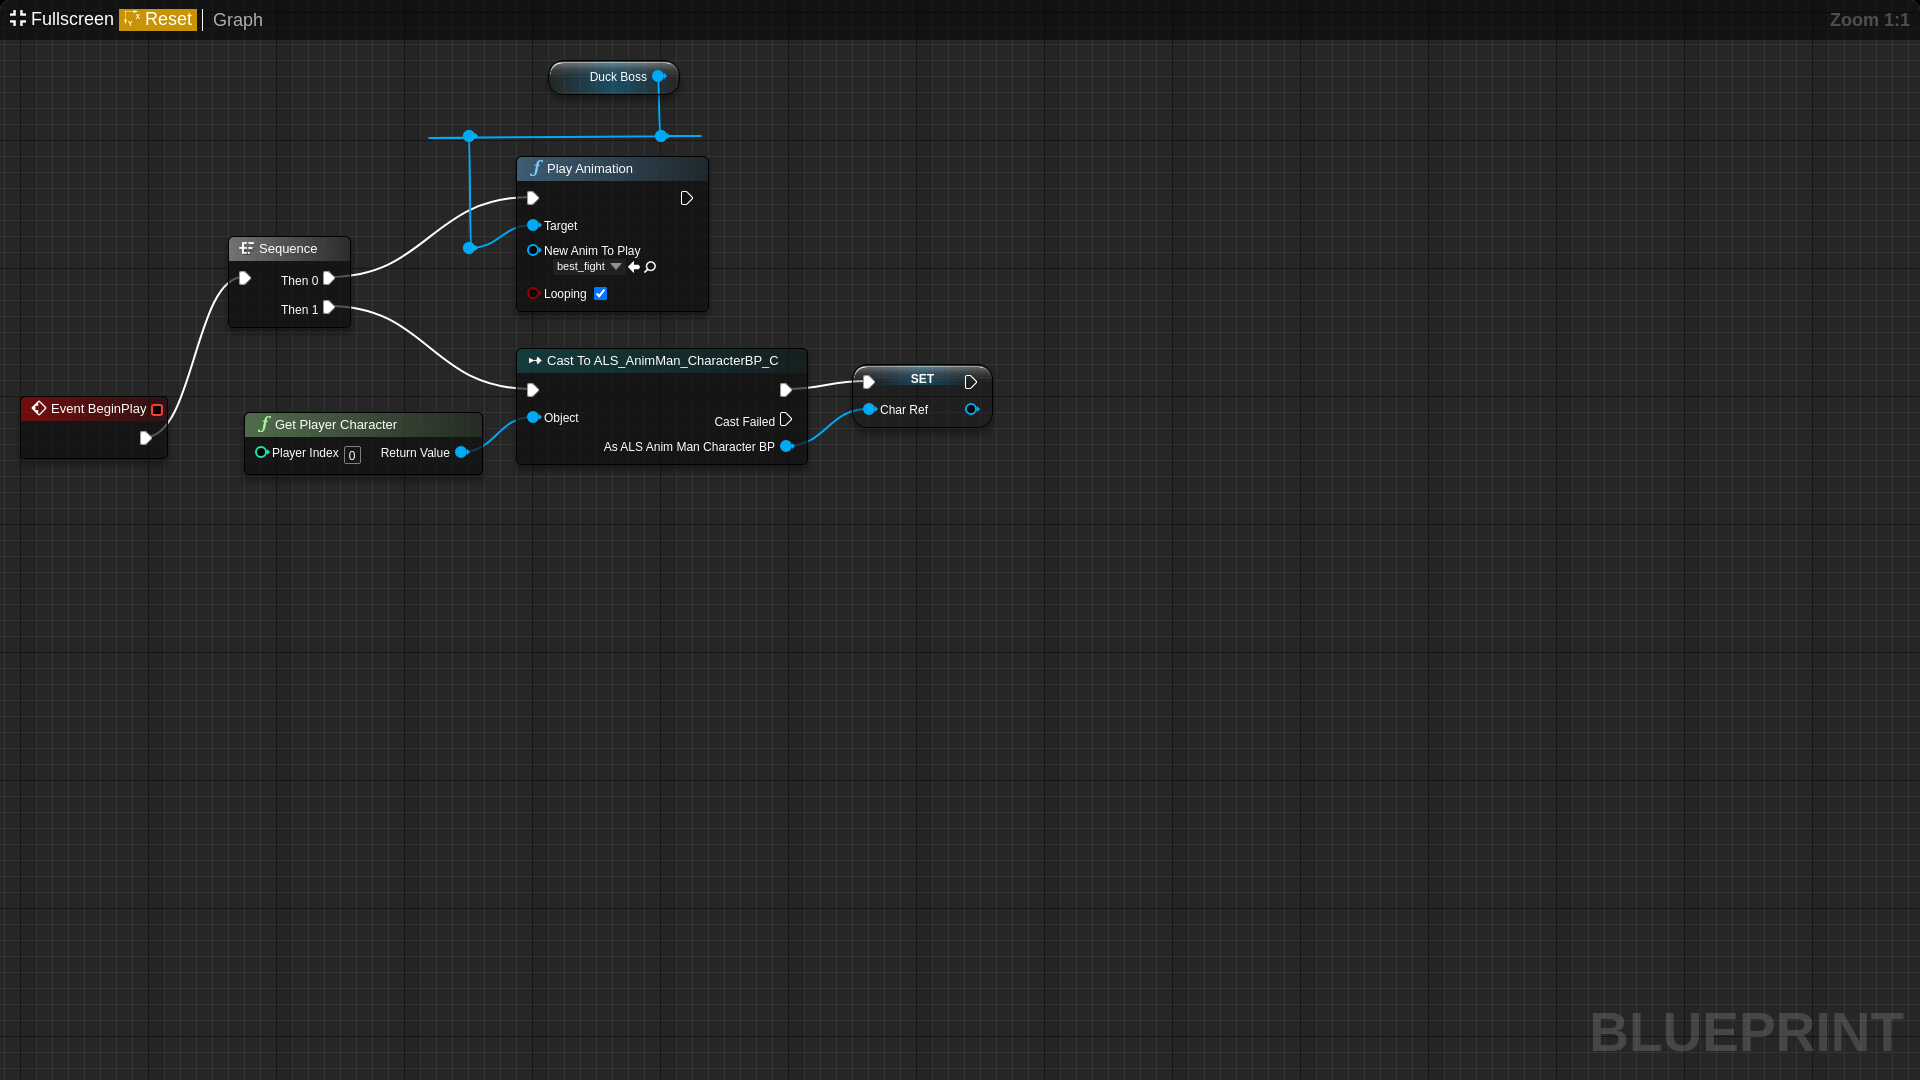 Fullscreen Reset Graph
Zoom 1:1
Duck Boss
Play Animation
Target
New Anim To Play
best_fight
Looping
Sequence
Then 0
Then 1
Cast To ALS_AnimMan_CharacterBP_C
Object
Cast Failed
As ALS Anim Man Character BP
SET
Char Ref
Event BeginPlay
Get Player Character
Player Index 0 Return Value
BLUEPRINT